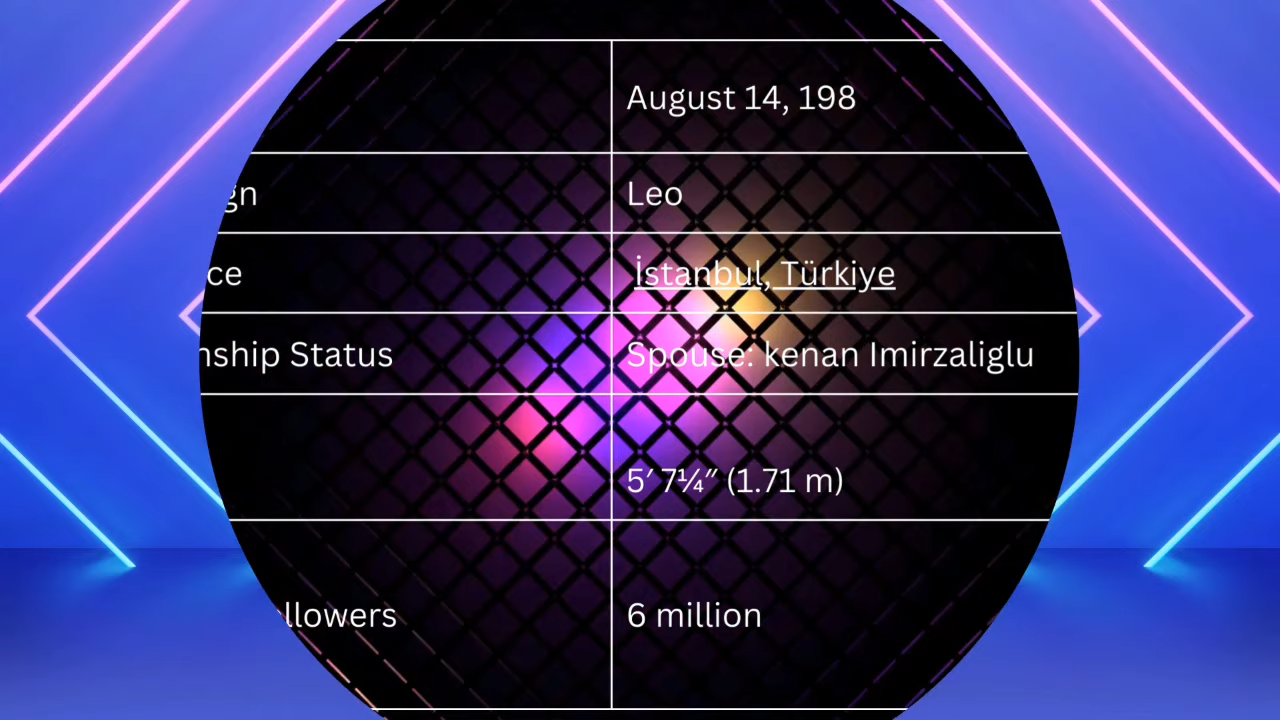 August 14, 198
gn Leo
ce İstanbul, Türkiye
nship Status Spouse: kenan Imirzaliglu
5′ 7¼″ (1.71 m)
llowers 6 million